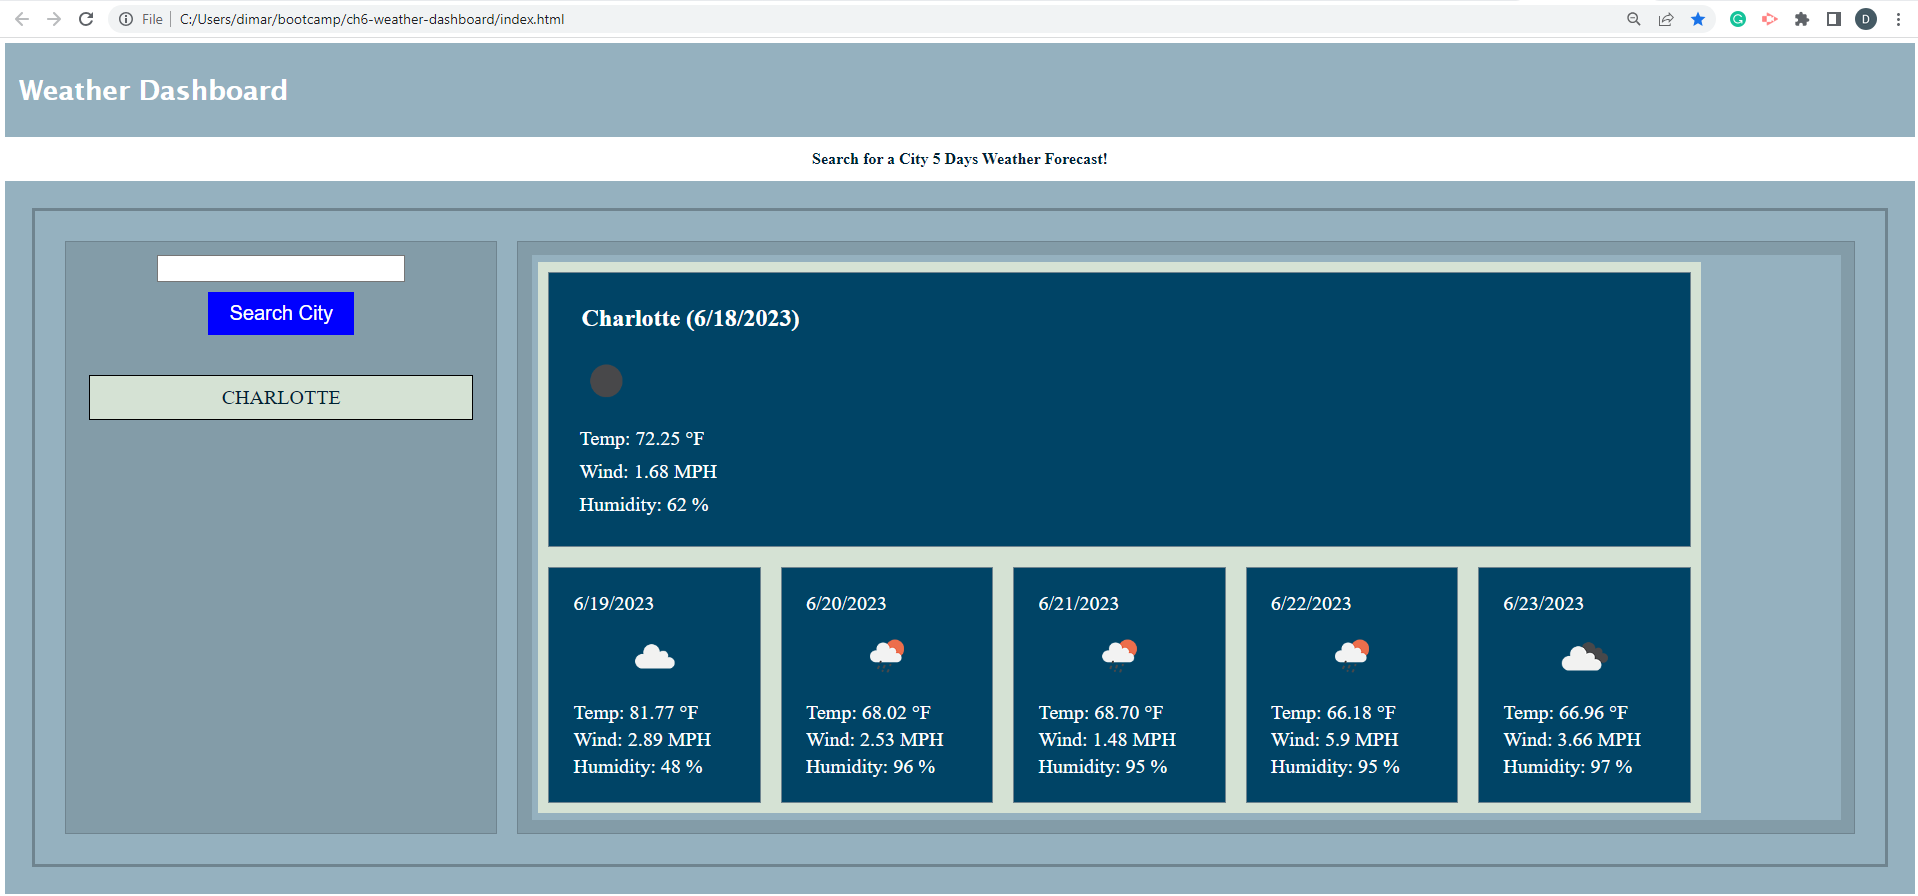 File | C:/Users/dimar/bootcamp/ch6-weather-dashboard/index.html
D
Weather Dashboard
Search for a City 5 Days Weather Forecast!
Search City
CHARLOTTE
Charlotte (6/18/2023)
Temp: 72.25 °F
Wind: 1.68 MPH
Humidity: 62 %
6/19/2023
Temp: 81.77 °F
Wind: 2.89 MPH
Humidity: 48 %
6/20/2023
Temp: 68.02 °F
Wind: 2.53 MPH
Humidity: 96 %
6/21/2023
Temp: 68.70 °F
Wind: 1.48 MPH
Humidity: 95 %
6/22/2023
Temp: 66.18 °F
Wind: 5.9 MPH
Humidity: 95 %
6/23/2023
Temp: 66.96 °F
Wind: 3.66 MPH
Humidity: 97 %